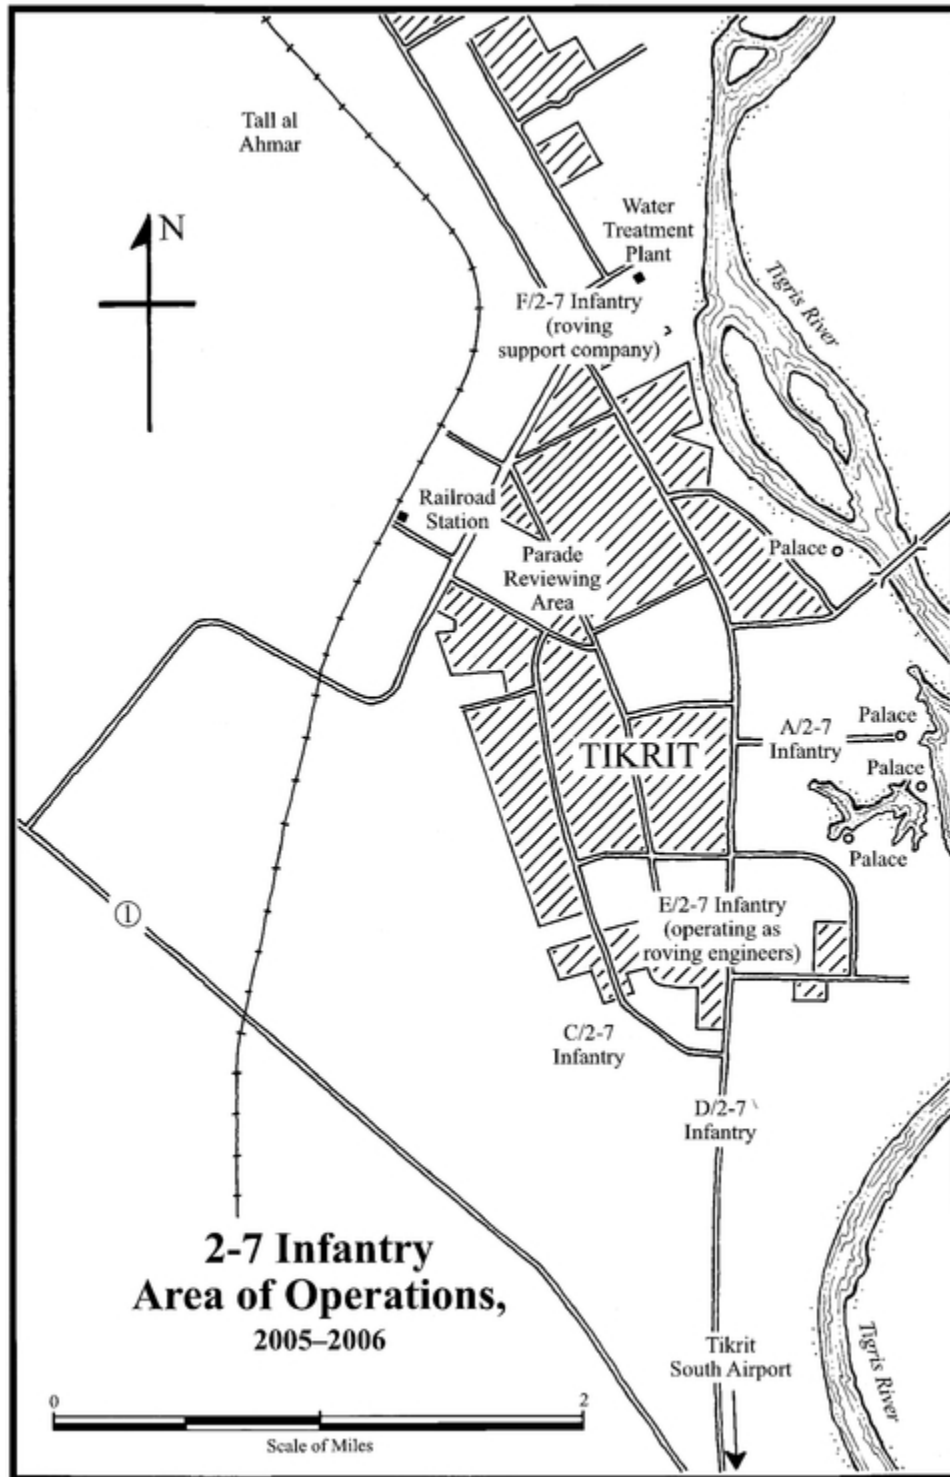 Tall al
Ahmar
N
Water
Treatment
Plant
Tigris River
F/2-7 Infantry
(roving
support company)
Railroad
Station
Parade
Reviewing
Area
Palace
TIKRIT
A/2-7
Infantry
Palace
Palace
Palace
①
E/2-7 Infantry
(operating as
roving engineers)
C/2-7
Infantry
D/2-7
Infantry
2-7 Infantry
Area of Operations,
2005–2006
Tikrit
South Airport
Tigris River
0 2
Scale of Miles